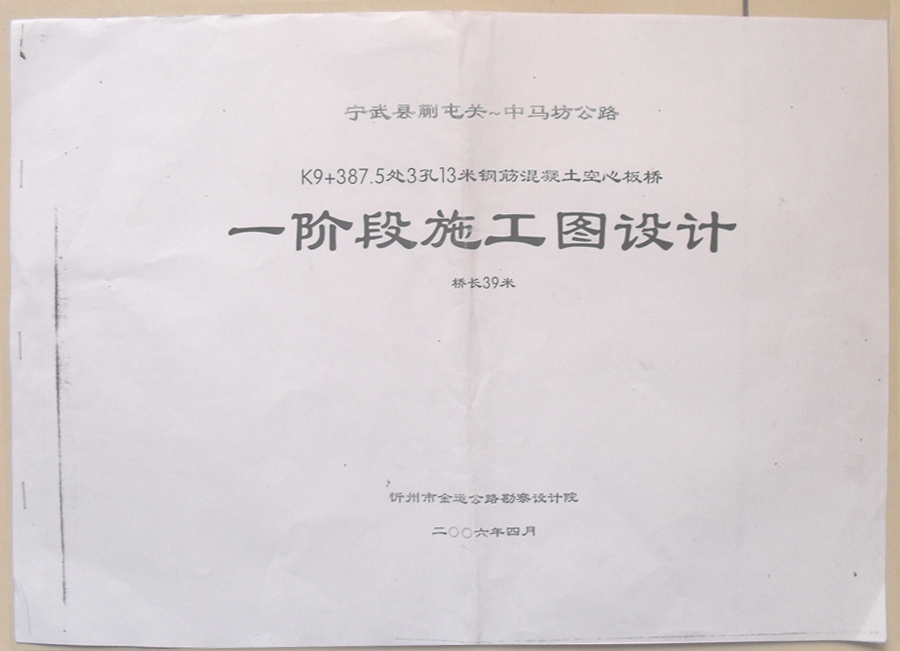 宁武县蒯屯关~中马坊公路
K9+387.5处3孔13米钢筋混凝土空心板桥
一阶段施工图设计
桥长39米
忻州市金运公路勘察设计院
二〇〇六年四月